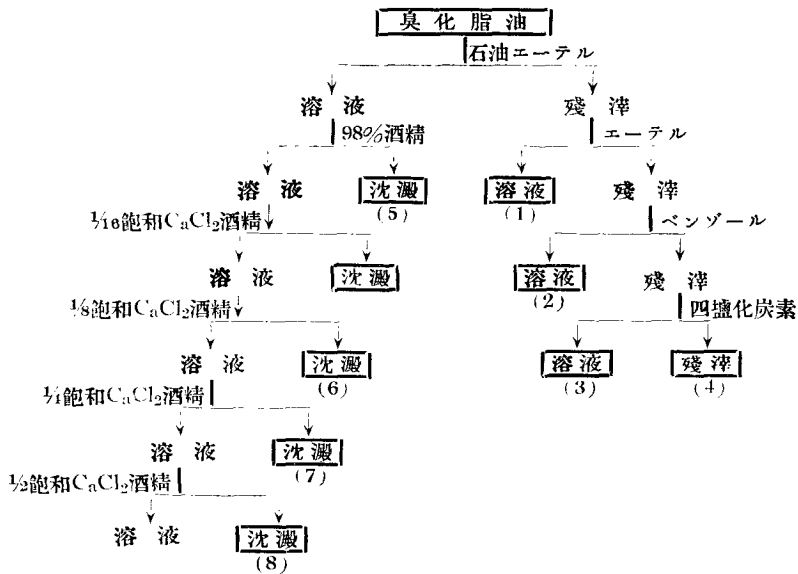 臭化脂油
石油エーテル
溶液 殘滓
98%酒精 エーテル
溶液 沈澱 溶液 殘滓
(5) (1)
1/16飽和CaCl₂酒精 ベンゾール
溶液 沈澱 溶液 殘滓
(2)
1/8飽和CaCl₂酒精 四鹽化炭素
溶液 沈澱 溶液 殘滓
(6) (3) (4)
飽和CaCl₂酒精
溶液 沈澱
(7)
1/2飽和CaCl₂酒精
溶液 沈澱
(8)